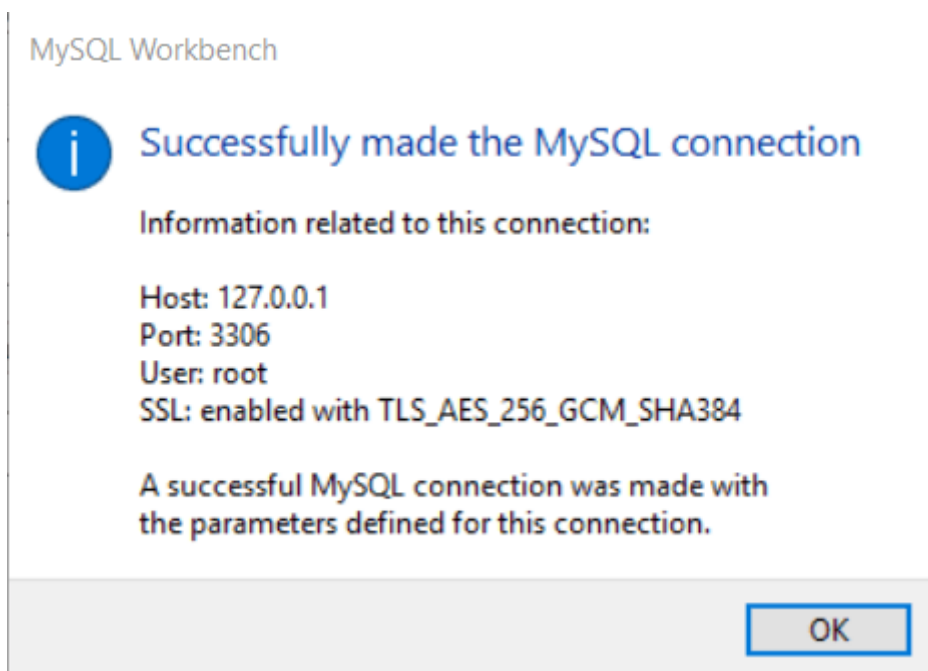 MySQL Workbench
Successfully made the MySQL connection
Information related to this connection:
Host: 127.0.0.1
Port: 3306
User: root
SSL: enabled with TLS_AES_256_GCM_SHA384
A successful MySQL connection was made with
the parameters defined for this connection.
OK